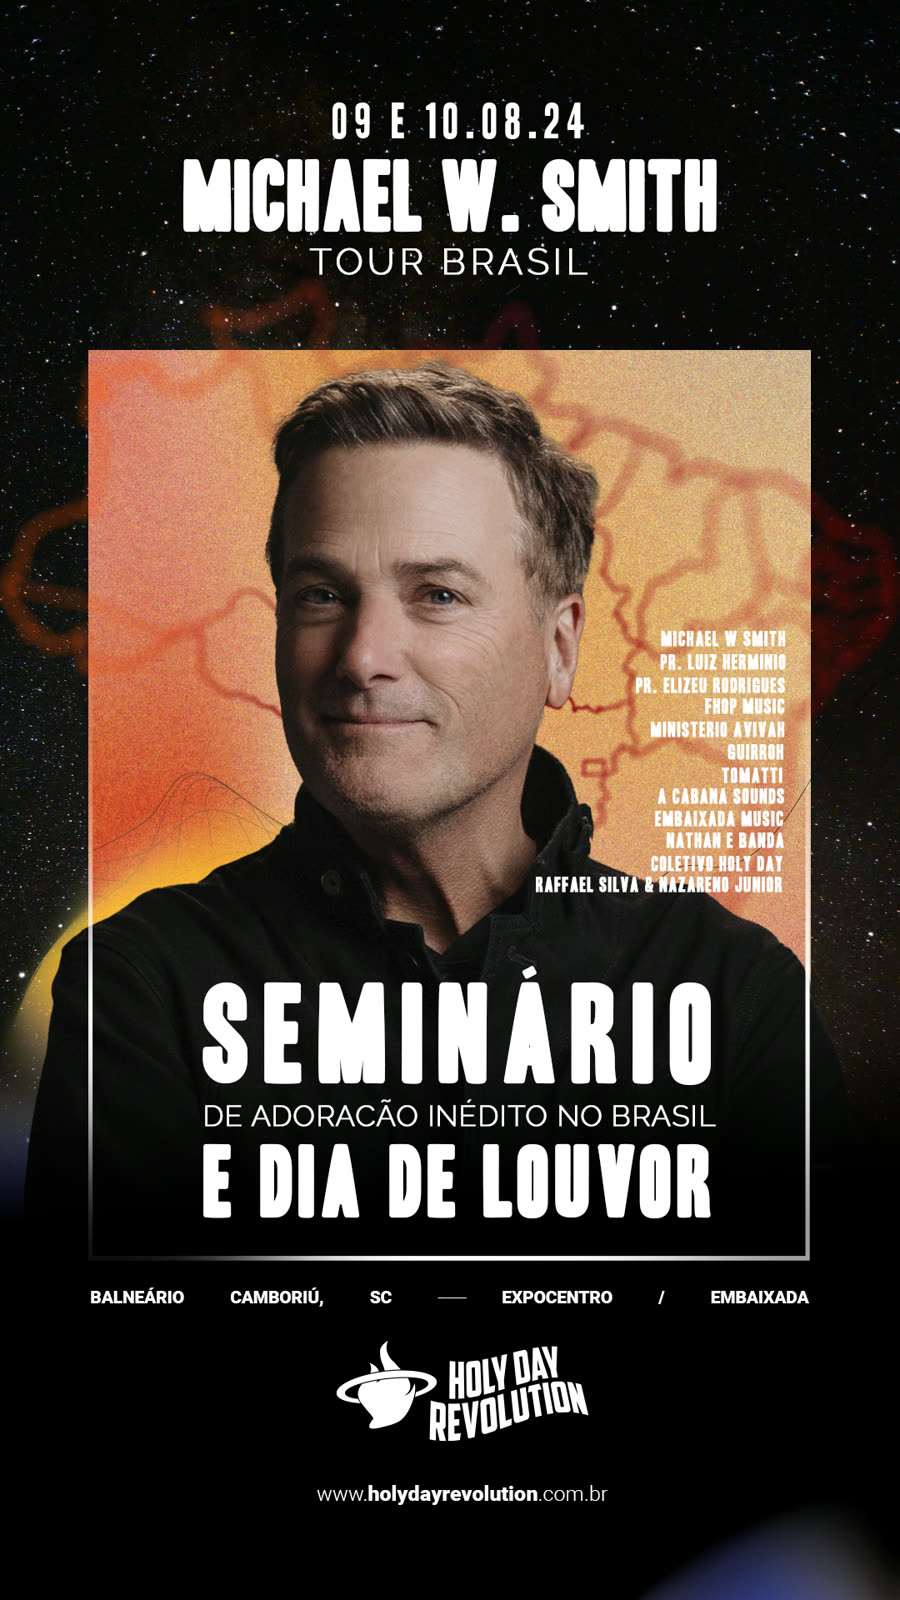 09 E 10.08.24
MICHAEL W. SMITH
TOUR BRASIL
MICHAEL W SMITH
PR. LUIZ HERMINIO
PR. ELIZEU RODRIGUES
FHOP MUSIC
MINISTERIO AVIVAH
GUIRROH
TOMATTI
A CABANA SOUNDS
EMBAIXADA MUSIC
NATHAN E BANDA
COLETIVO HOLY DAY
RAFFAEL SILVA & NAZARENO JUNIOR
SEMINÁRIO
DE ADORACÃO INÉDITO NO BRASIL
E DIA DE LOUVOR
BALNEÁRIO CAMBORIÚ, SC — EXPOCENTRO / EMBAIXADA
HOLY DAY
REVOLUTION
www.holydayrevolution.com.br